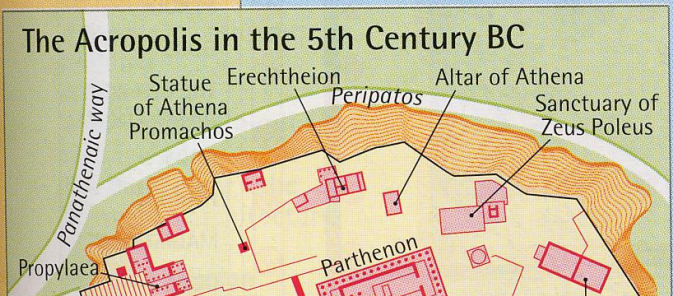 The Acropolis in the 5th Century BC
Panathenaic way
Statue
of Athena
Promachos
Erechtheion
Peripatos
Altar of Athena
Sanctuary of
Zeus Poleus
Propylaea
Parthenon